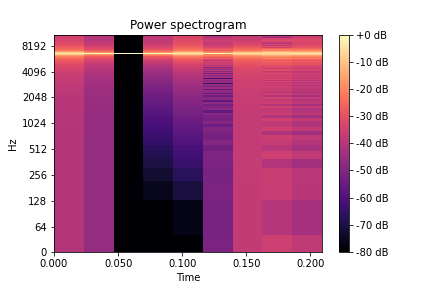 Power spectrogram
8192
4096
2048
1024
512
256
128
64
0
Hz
0.000 0.050 0.100 0.150 0.200
Time
+0 dB
-10 dB
-20 dB
-30 dB
-40 dB
-50 dB
-60 dB
-70 dB
-80 dB